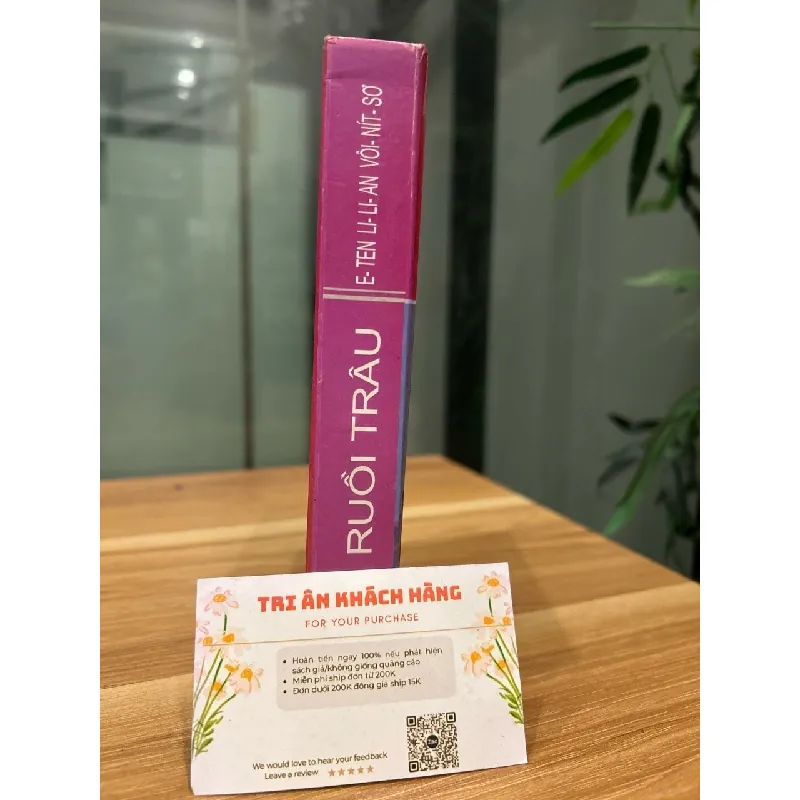 E- TEN LI- LI- AN VÔI- NÍT- SƠ
RUỒI TRÂU
TRI ÂN KHÁCH HÀNG
FOR YOUR PURCHASE
• Hoàn tiền ngay 100% nếu phát hiện
sách giả/không giống quảng cáo
• Miễn phí ship đơn từ 200K
• Đơn dưới 200K đồng giá ship 15K
We would love to hear your feedback
Leave a review